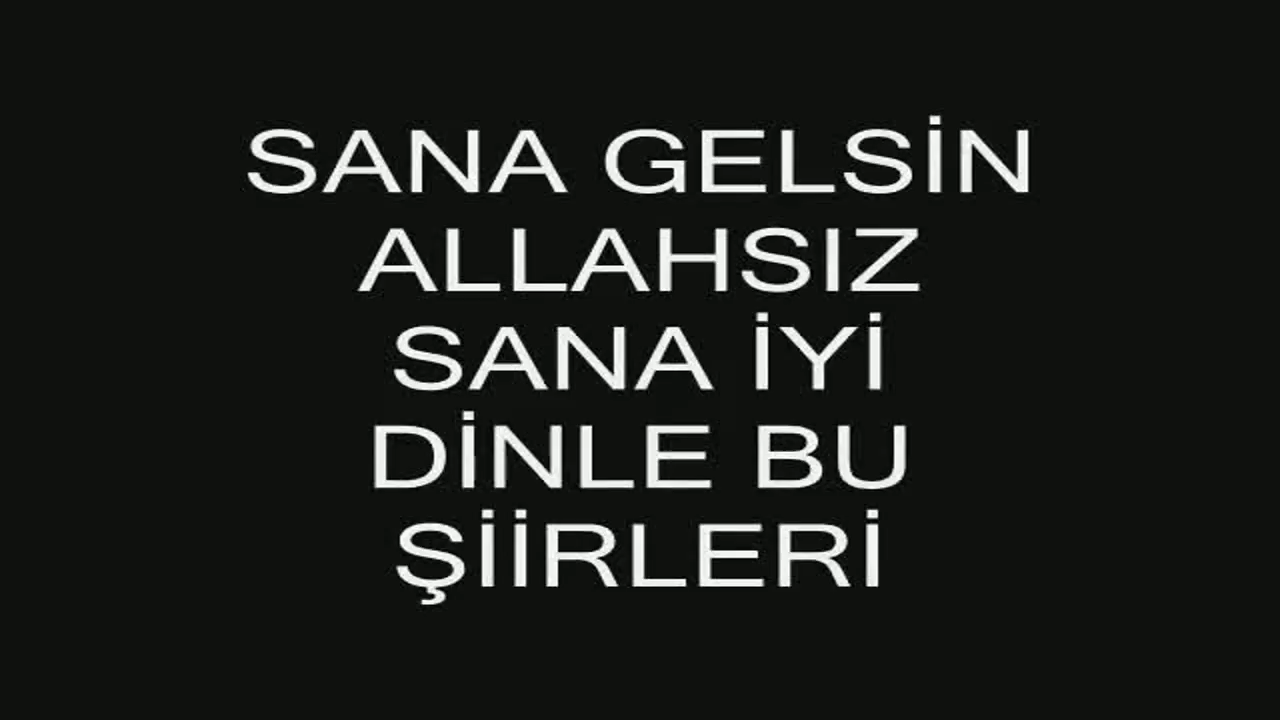 SANA GELSİN
ALLAHSIZ
SANA İYİ
DİNLE BU
ŞİİRLERİ